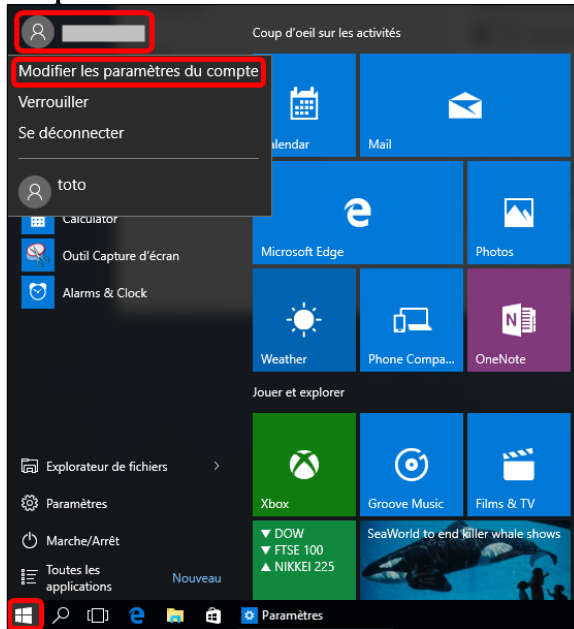 Coup d'oeil sur les activités
Modifier les paramètres du compte
Verrouiller
Se déconnecter
toto
Calculator
Outil Capture d'écran
Alarms & Clock
Explorateur de fichiers
Paramètres
Marche/Arrêt
Toutes les
applications
Nouveau
alendar
Mail
Microsoft Edge
Photos
Weather
Phone Compa...
OneNote
Jouer et explorer
Xbox
Groove Music
Films & TV
▼ DOW
▼ FTSE 100
▲ NIKKEI 225
SeaWorld to end killer whale shows
Paramètres